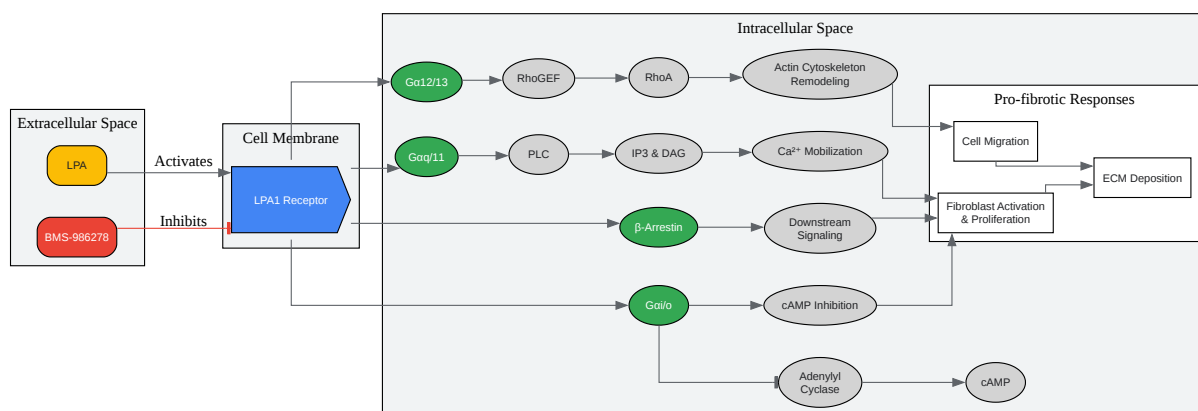 Intracellular Space
Extracellular Space
LPA
Activates
BMS-986278
Inhibits
Cell Membrane
LPA1 Receptor
Gα12/13
RhoGEF
RhoA
Actin Cytoskeleton
Remodeling
Gαq/11
PLC
IP3 & DAG
Ca²⁺ Mobilization
β-Arrestin
Downstream
Signaling
Gαi/o
cAMP Inhibition
Adenylyl
Cyclase
cAMP
Pro-fibrotic Responses
Cell Migration
ECM Deposition
Fibroblast Activation
& Proliferation